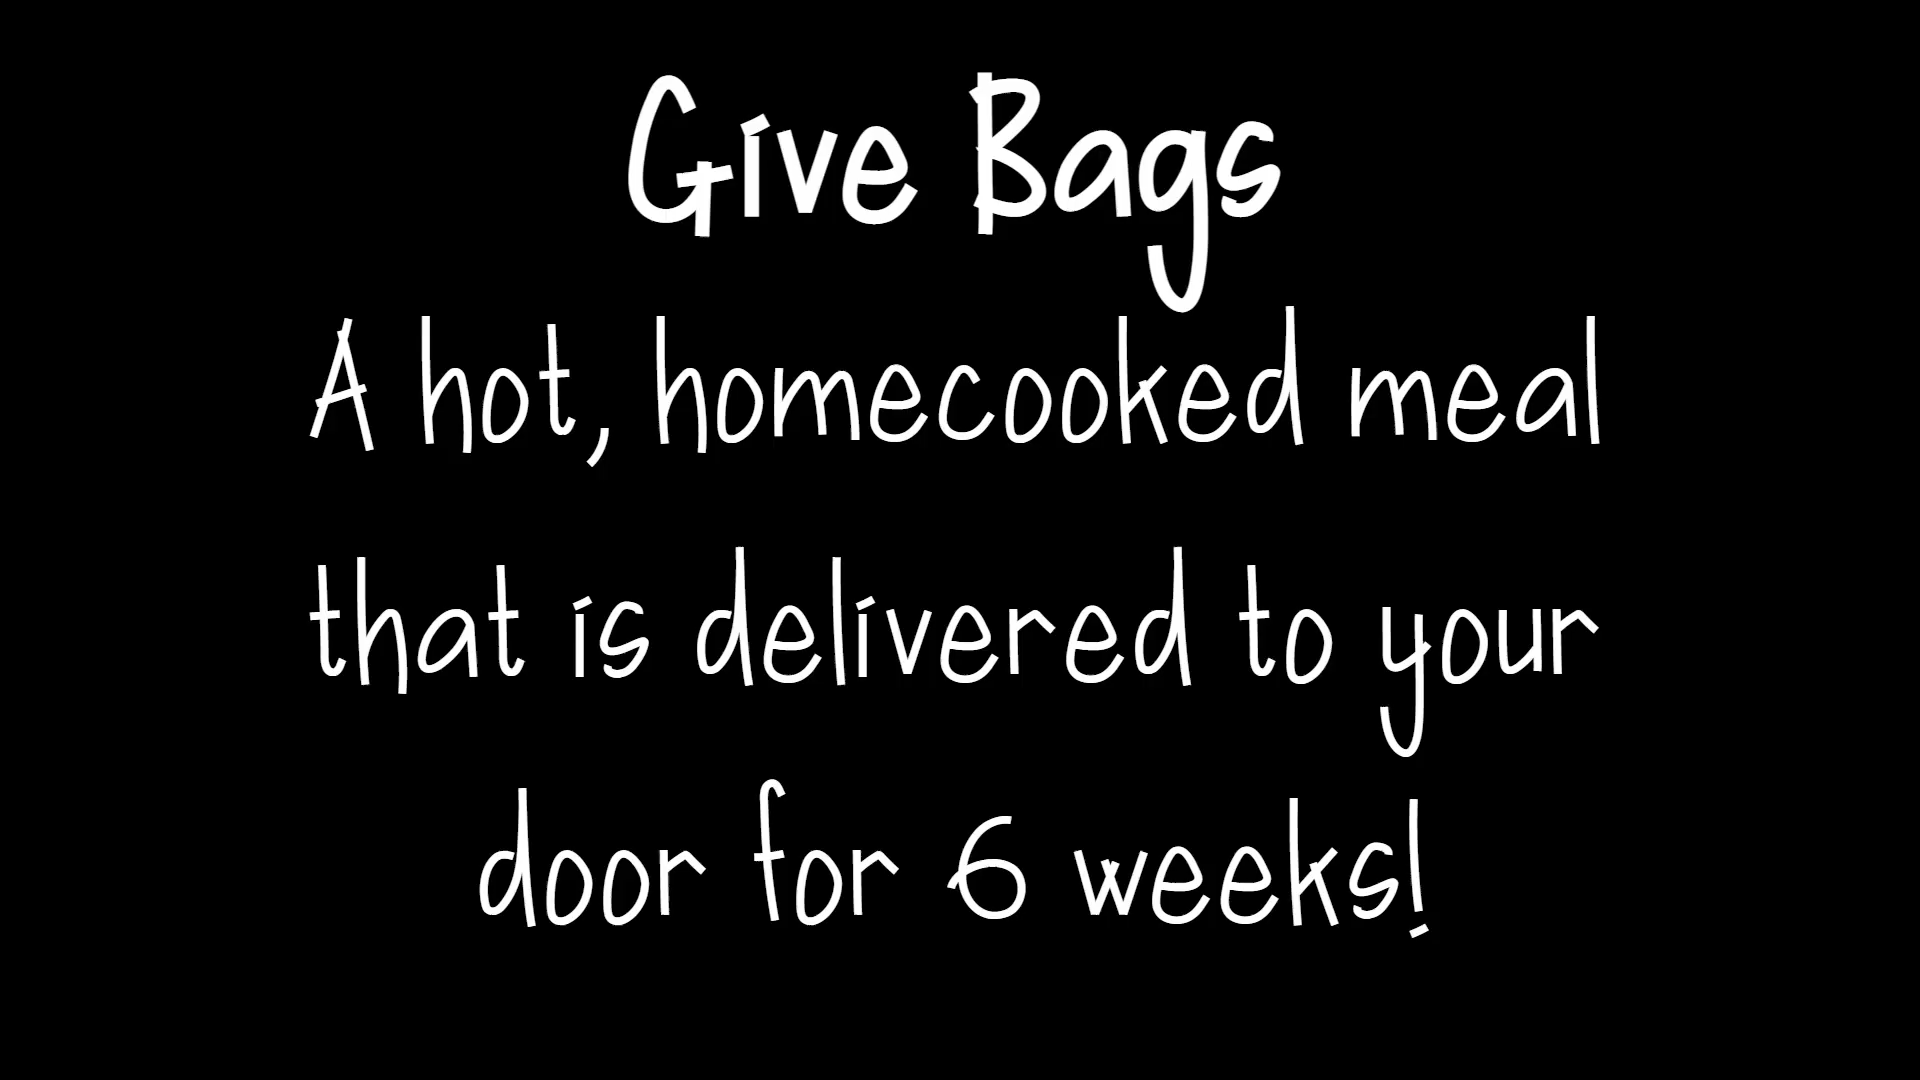 Give Bags
A hot, homecooked meal
that is delivered to your
door for 6 weeks!